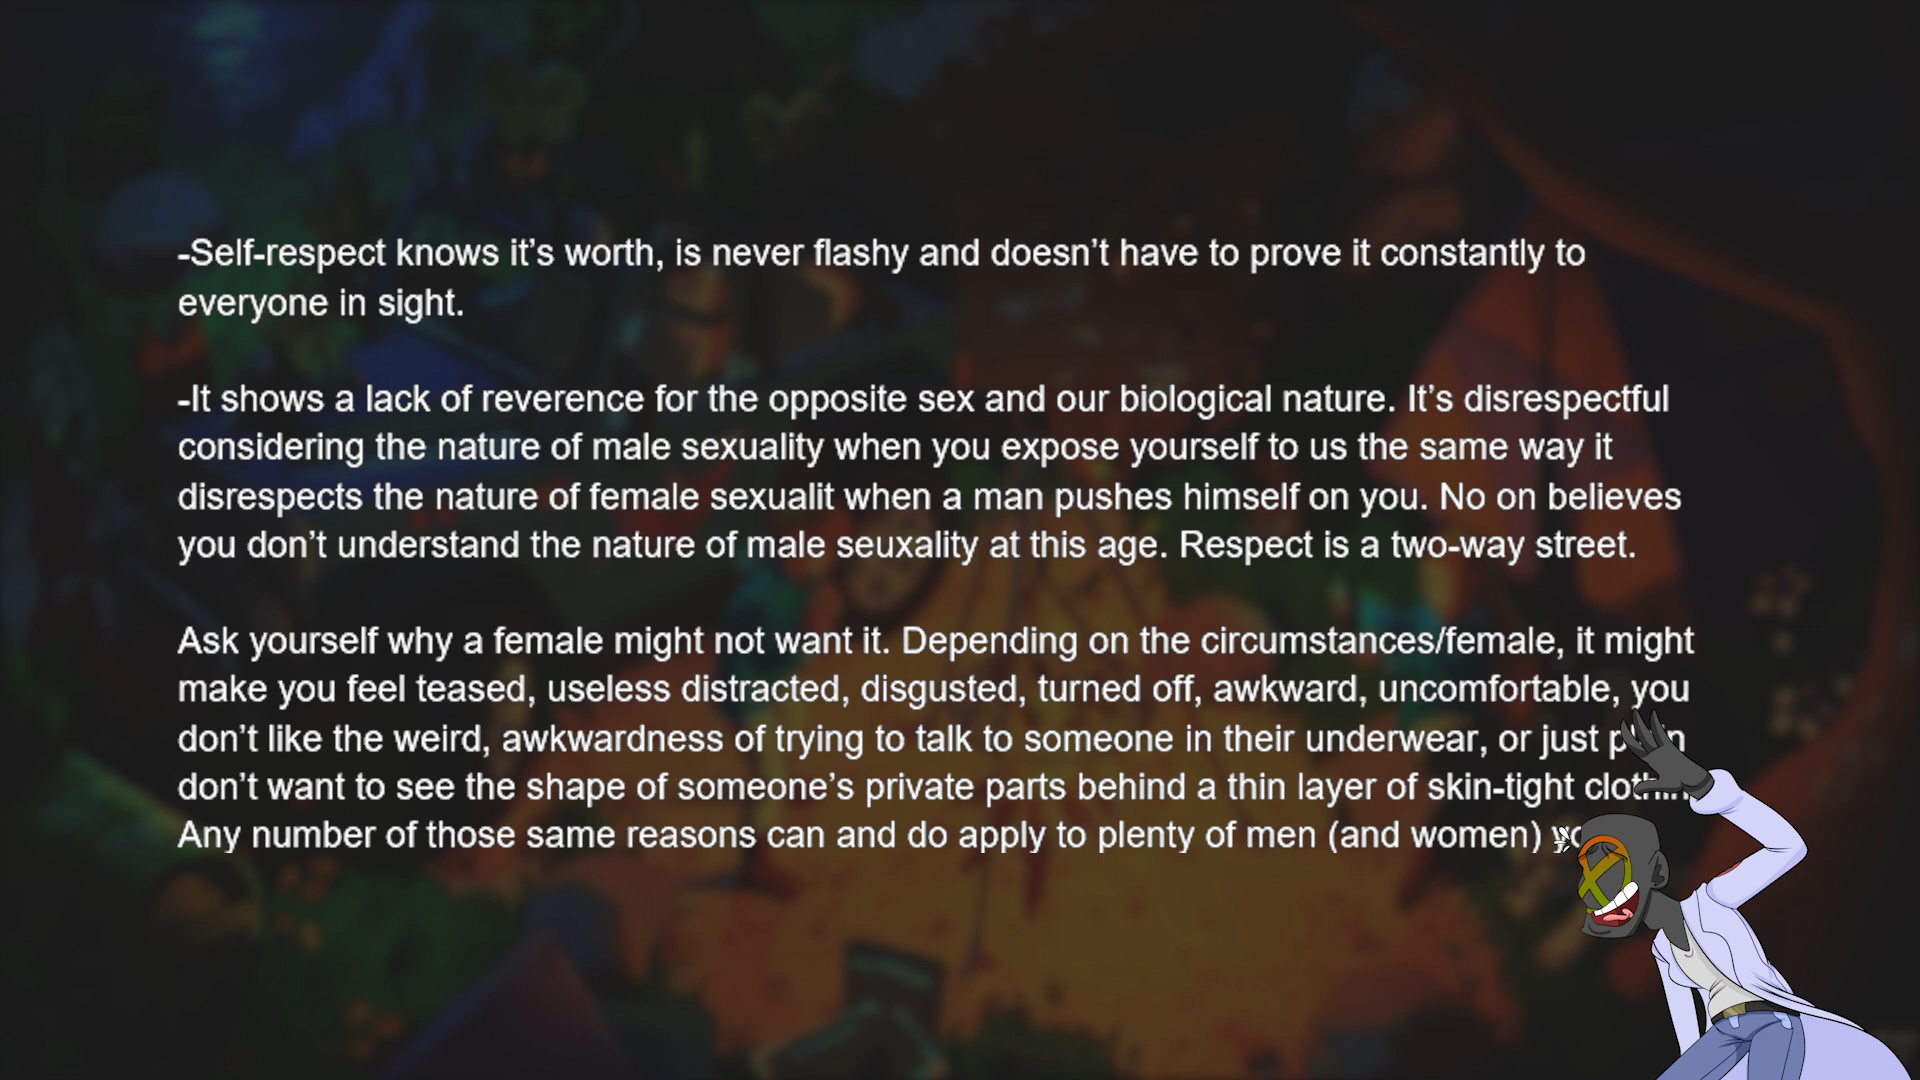 -Self-respect knows it’s worth, is never flashy and doesn’t have to prove it constantly to
everyone in sight.
-It shows a lack of reverence for the opposite sex and our biological nature. It’s disrespectful
considering the nature of male sexuality when you expose yourself to us the same way it
disrespects the nature of female sexualit when a man pushes himself on you. No on believes
you don’t understand the nature of male seuxality at this age. Respect is a two-way street.
Ask yourself why a female might not want it. Depending on the circumstances/female, it might
make you feel teased, useless distracted, disgusted, turned off, awkward, uncomfortable, you
don’t like the weird, awkwardness of trying to talk to someone in their underwear, or just
don’t want to see the shape of someone’s private parts behind a thin layer of skin-tight
Any number of those same reasons can and do apply to plenty of men (and women)